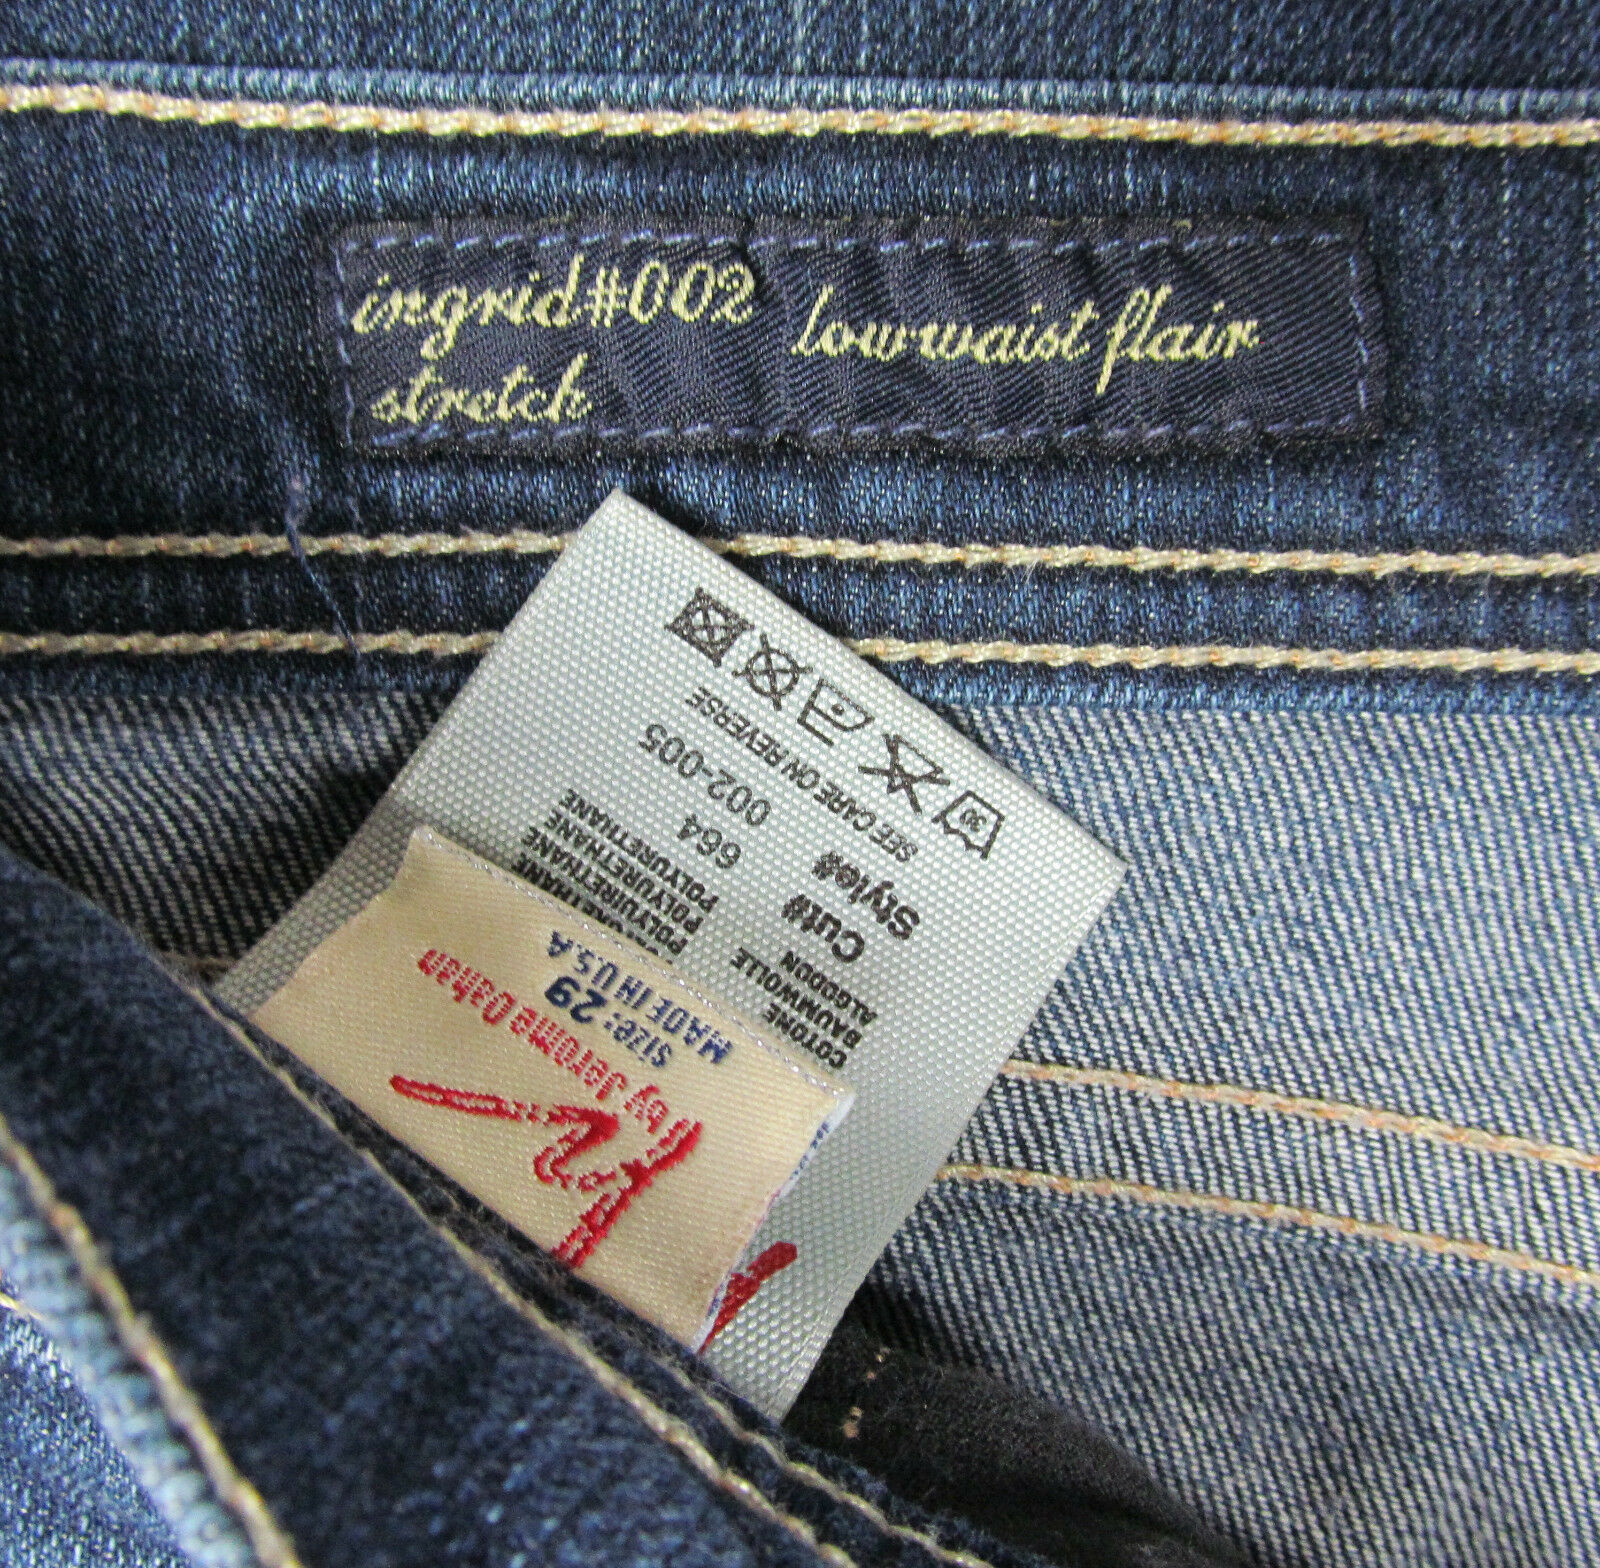 ingrid#002 lowwaist flair
stretch
30
SEE CARE ON REVERSE
Style# 002-005
Cut# 664
ALGODON POLYURETHANE
BAUMWOLLE POLYURETHANE
COTONE POLYURETHANE
MADE IN U.S.A
Size: 29
by Jerome Dahan